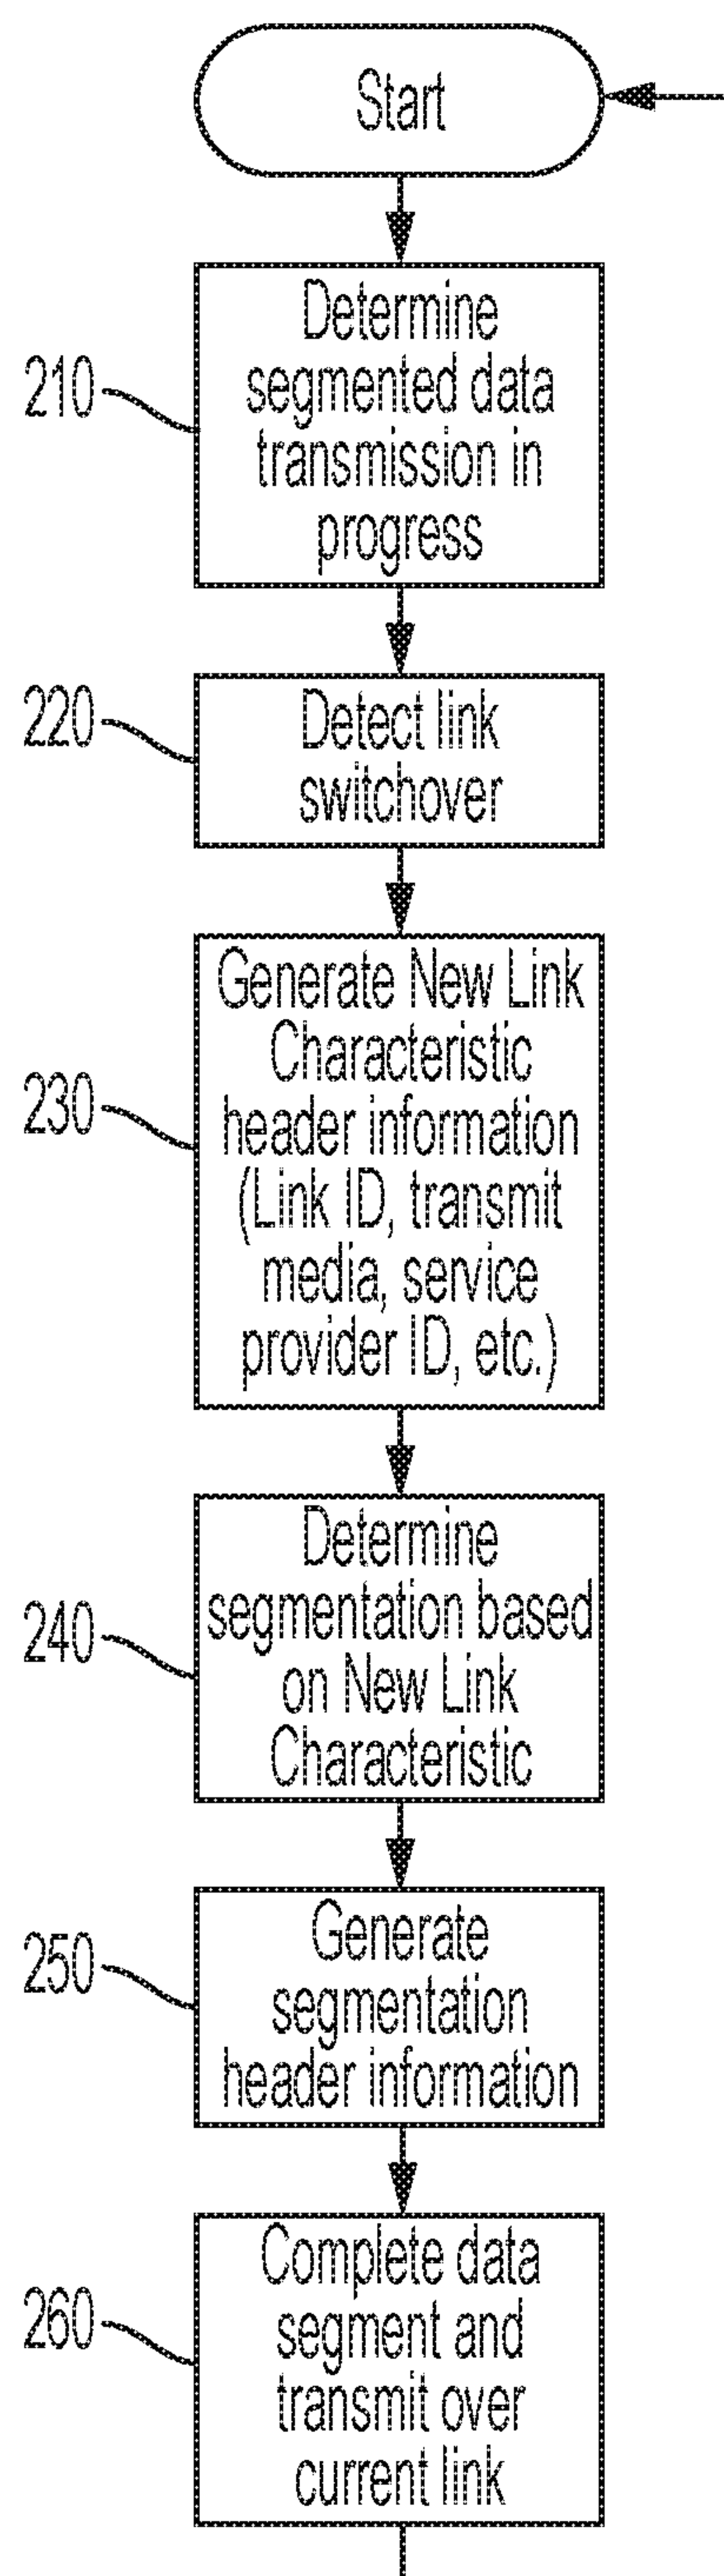 Start
210
Determine
segmented data
transmission in
progress
220
Detect link
switchover
230
Generate New Link
Characteristic
header information
(Link ID, transmit
media, service
provider ID, etc.)
240
Determine
segmentation based
on New Link
Characteristic
250
Generate
segmentation
header information
260
Complete data
segment and
transmit over
current link